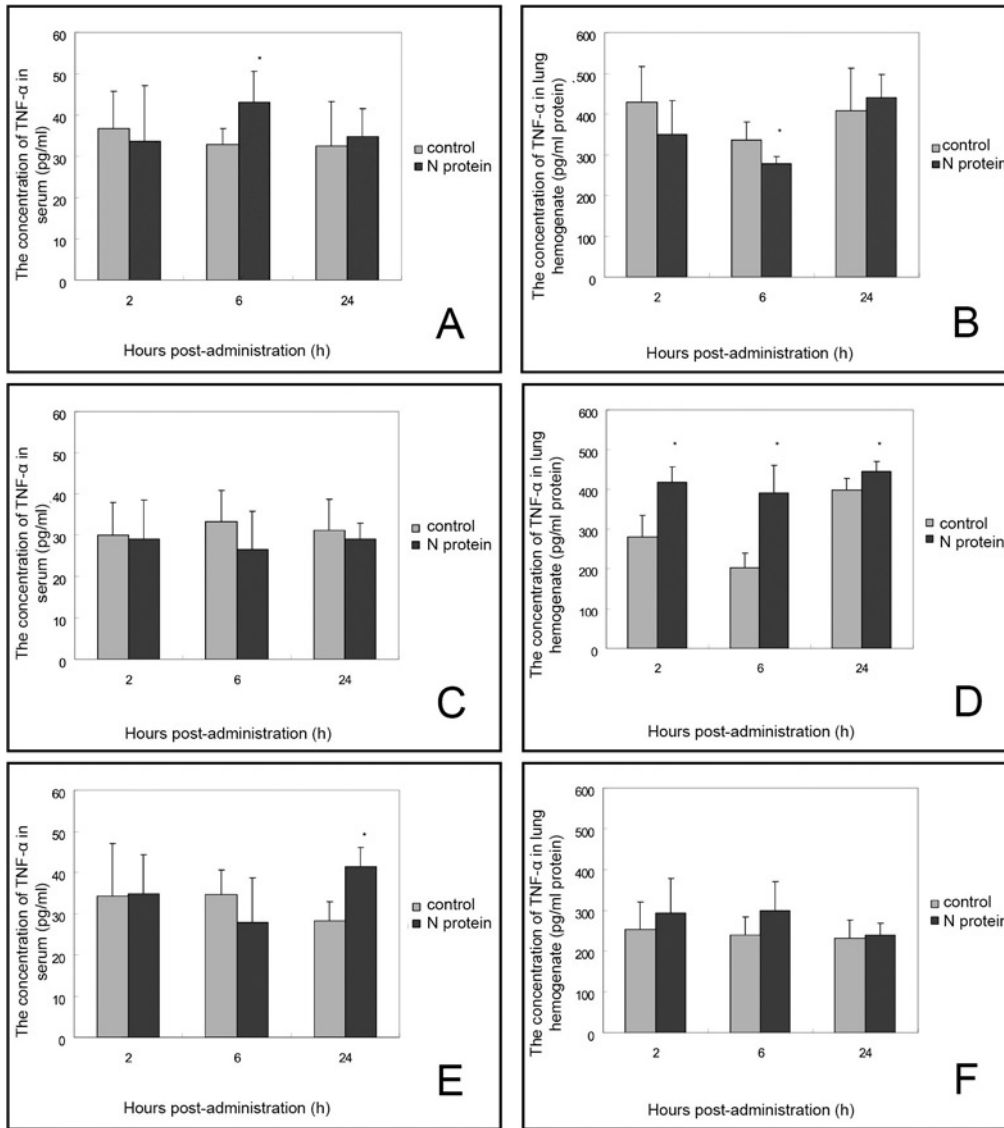 The concentration of TNF-α in
serum (pg/ml)
60
50
40
30
20
10
0
2
6
24
Hours post-administration (h)
control
N protein
*
A
The concentration of TNF-α in lung
hemogenate (pg/ml protein)
600
500
400
300
200
100
0
2
6
24
Hours post-administration (h)
control
N protein
*
B
The concentration of TNF-α in
serum (pg/ml)
60
50
40
30
20
10
0
2
6
24
Hours post-administration (h)
control
N protein
C
The concentration of TNF-α in lung
hemogenate (pg/ml protein)
600
500
400
300
200
100
0
2
6
24
Hours post-administration (h)
control
N protein
* * *
D
The concentration of TNF-α in
serum (pg/ml)
60
50
40
30
20
10
0
2
6
24
Hours post-administration (h)
control
N protein
*
E
The concentration of TNF-α in lung
hemogenate (pg/ml protein)
600
500
400
300
200
100
0
2
6
24
Hours post-administration (h)
control
N protein
F